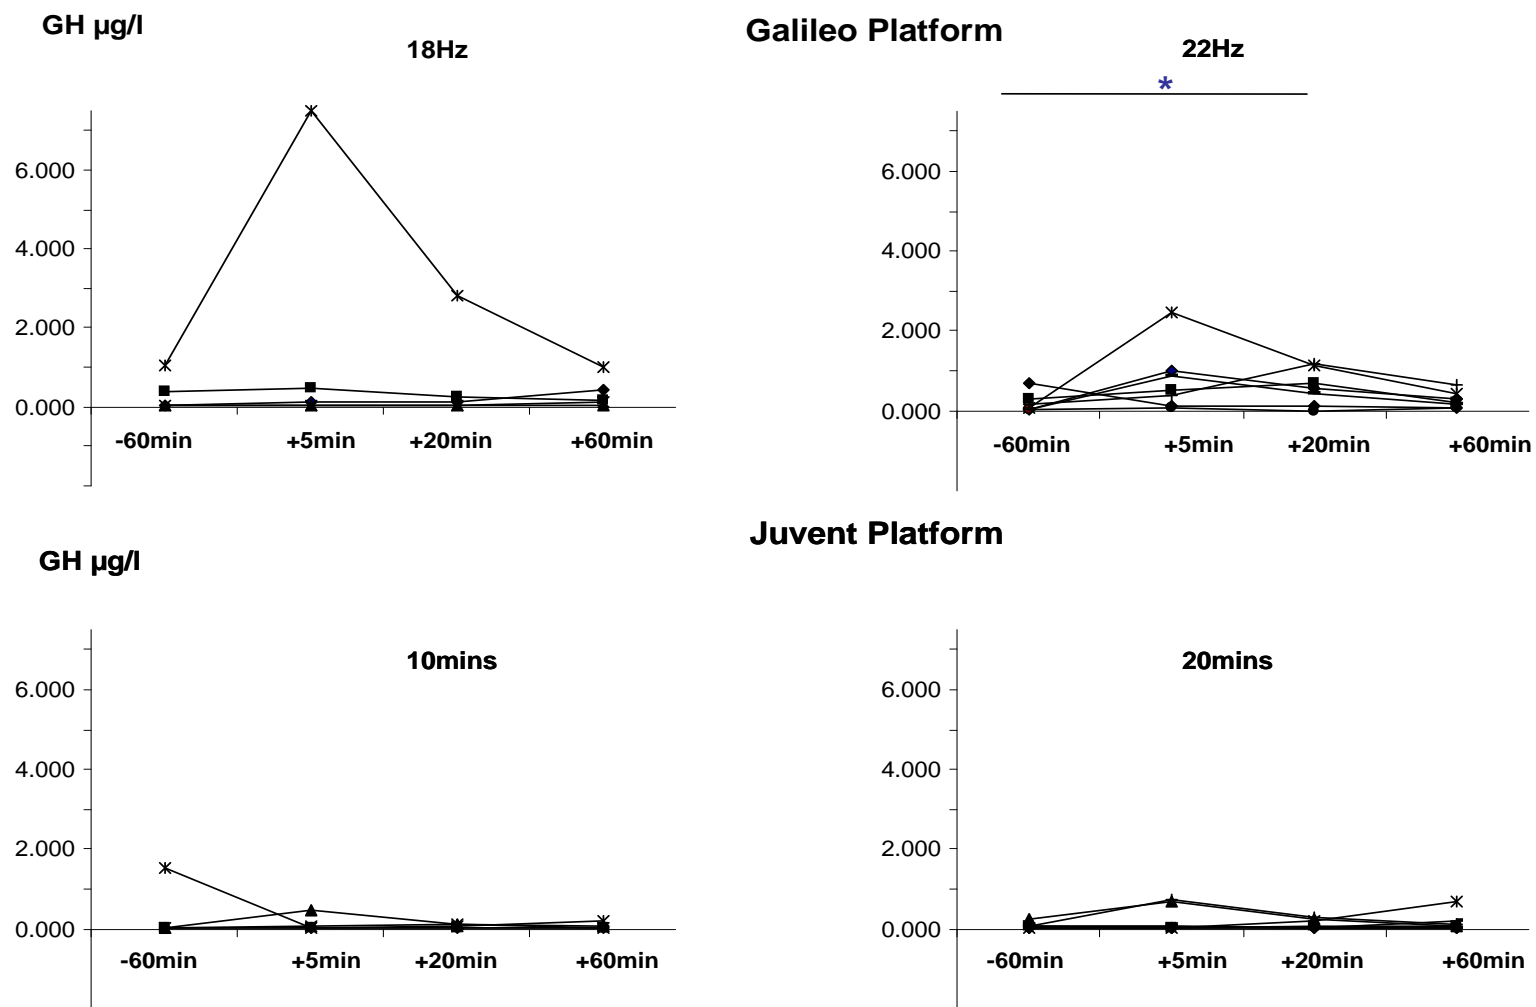 GH µg/l
Galileo Platform
18Hz
22Hz
*
6.000
4.000
2.000
0.000
-60min +5min +20min +60min
6.000
4.000
2.000
0.000
-60min +5min +20min +60min
Juvent Platform
GH µg/l
10mins
6.000
4.000
2.000
0.000
-60min +5min +20min +60min
20mins
6.000
4.000
2.000
0.000
-60min +5min +20min +60min